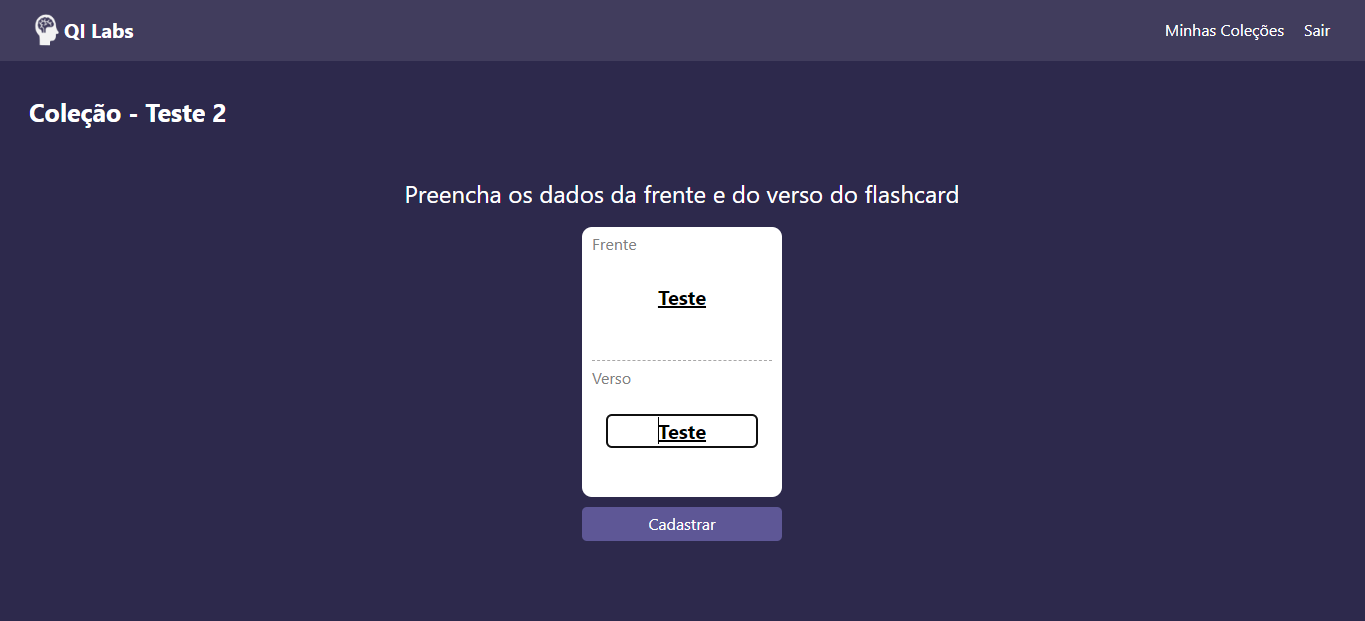 QI Labs
Minhas Coleções Sair
Coleção - Teste 2
Preencha os dados da frente e do verso do flashcard
Frente
Teste
Verso
Teste
Cadastrar